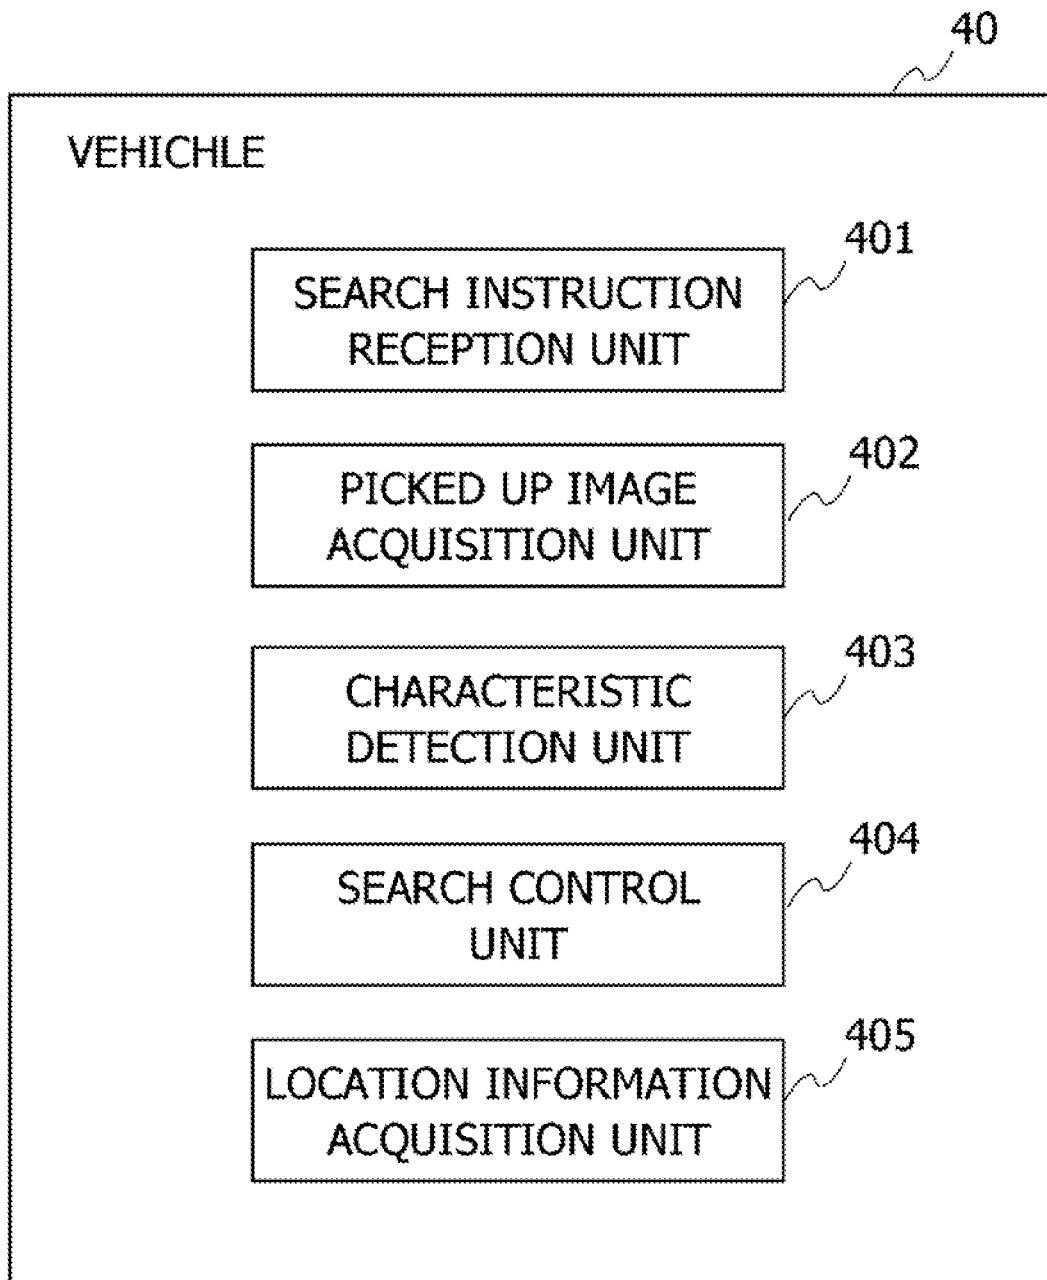 40
VEHICHLE
401
SEARCH INSTRUCTION
RECEPTION UNIT
402
PICKED UP IMAGE
ACQUISITION UNIT
403
CHARACTERISTIC
DETECTION UNIT
404
SEARCH CONTROL
UNIT
405
LOCATION INFORMATION
ACQUISITION UNIT